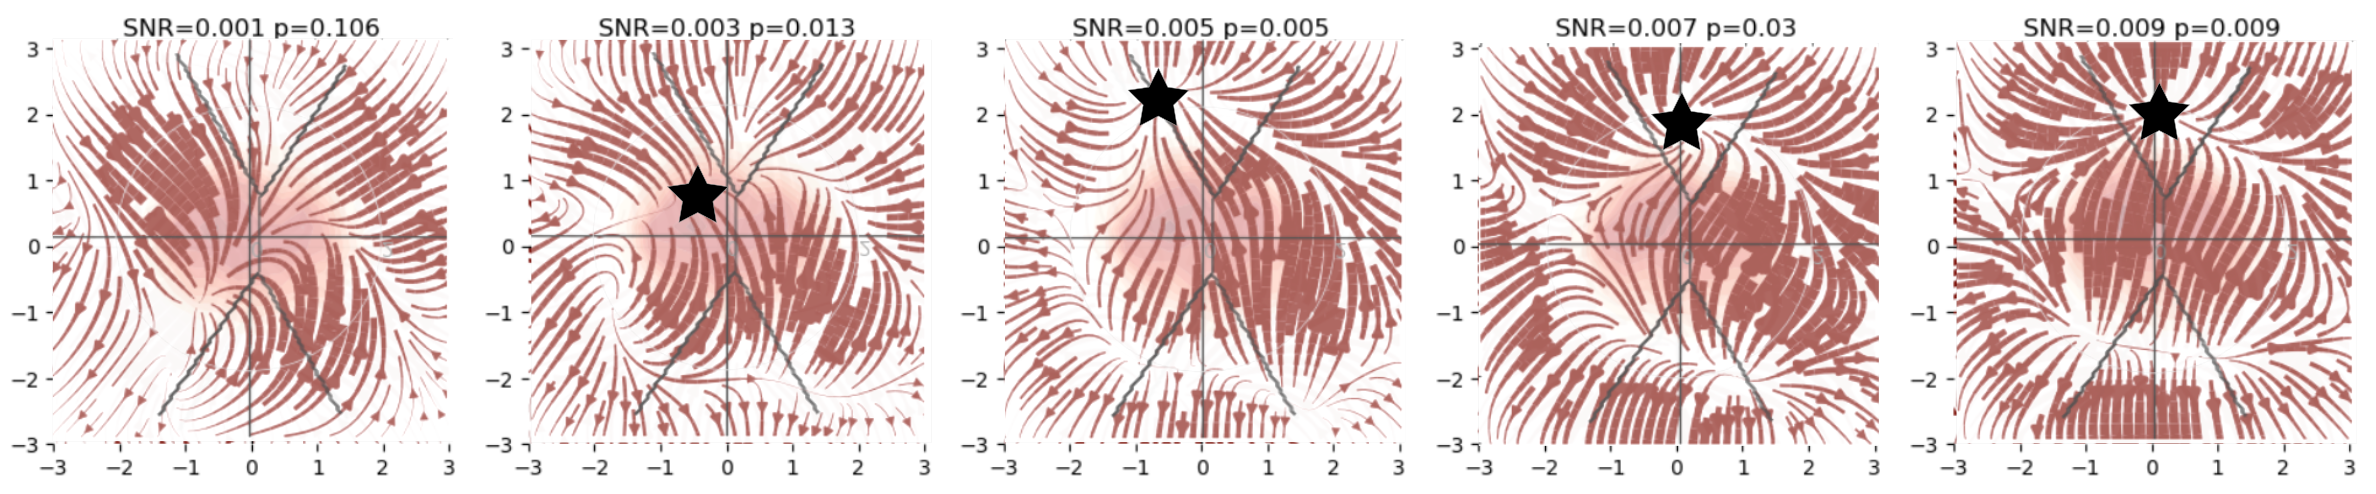 SNR=0.001 p=0.106 SNR=0.003 p=0.013 SNR=0.005 p=0.005 SNR=0.007 p=0.03 SNR=0.009 p=0.009
3 3 3 3 3
2 2 2 2 2
1 1 1 1 1
0 0 0 0 0
−1 −1 −1 −1 −1
−2 −2 −2 −2 −2
−3 −3 −3 −3 −3
−3 −2 −1 0 1 2 3 −3 −2 −1 0 1 2 3 −3 −2 −1 0 1 2 3 −3 −2 −1 0 1 2 3 −3 −2 −1 0 1 2 3